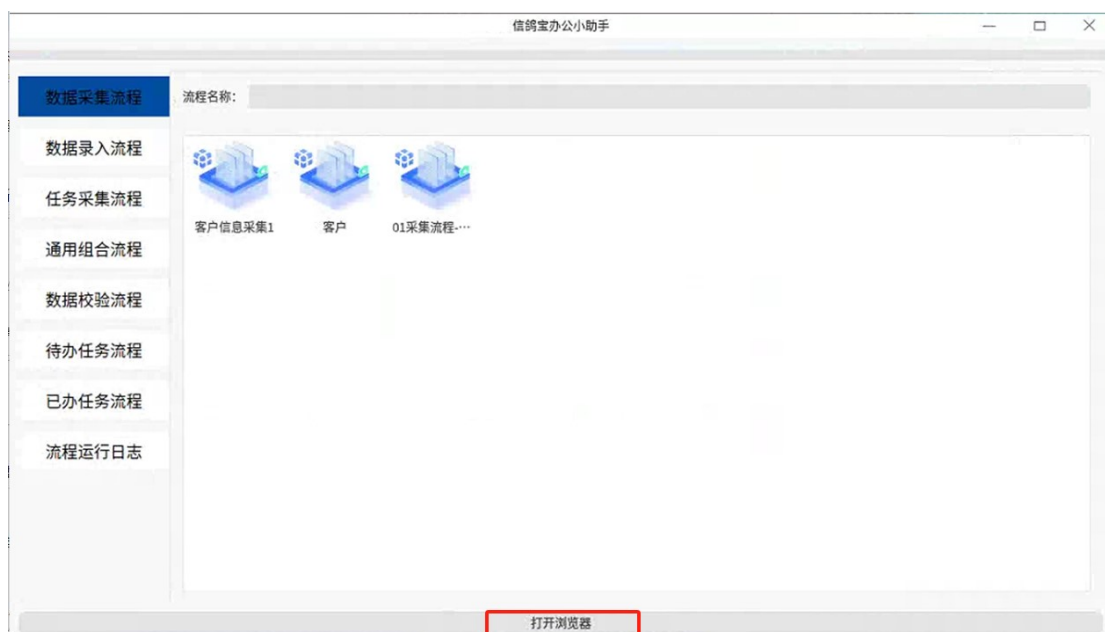 信鸽宝办公小助手
数据采集流程
流程名称:
数据录入流程
任务采集流程
通用组合流程
数据校验流程
待办任务流程
已办任务流程
流程运行日志
客户信息采集1
客户
01采集流程-…
打开浏览器